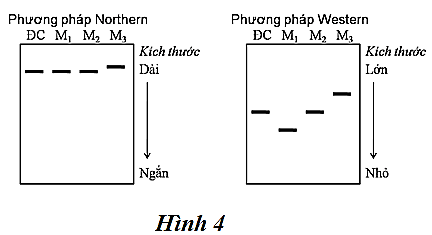 Phương pháp Northern
ĐC M₁ M₂ M₃
Kích thước
Dài
Ngắn
Phương pháp Western
ĐC M₁ M₂ M₃
Kích thước
Lớn
Nhỏ
Hình 4